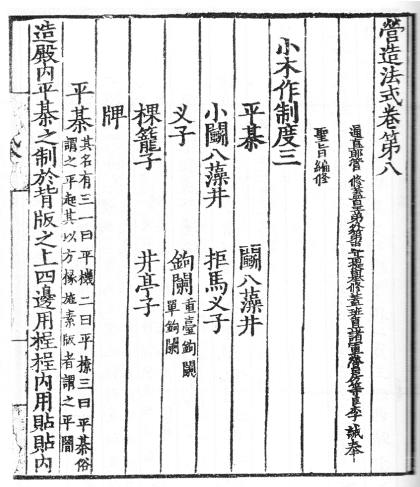 營造法式卷第八
通直郎管修蓋皇弟外第專一提舉修蓋班直諸軍營房等臣李誡奉
聖旨編修
小木作制度三
平棊 鬭八藻井
小鬭八藻井 拒馬义子
义子 鉤闌 重臺鉤闌 單鉤闌
棵籠子 井亭子
牌
平棊 其名有三一曰平機二曰平橑三曰平棊俗
謂之平起其以方椽施素版者謂之平闇
造殿内平棊之制於背版之上四邊用桯桯内用貼貼内